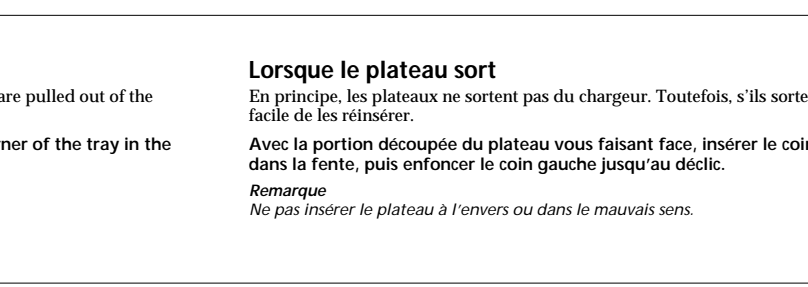 are pulled out of the
rner of the tray in the
Lorsque le plateau sort
En principe, les plateaux ne sortent pas du chargeur. Toutefois, s'ils sorte
facile de les réinsérer.
Avec la portion découpée du plateau vous faisant face, insérer le coin
dans la fente, puis enfoncer le coin gauche jusqu'au déclic.
Remarque
Ne pas insérer le plateau à l'envers ou dans le mauvais sens.